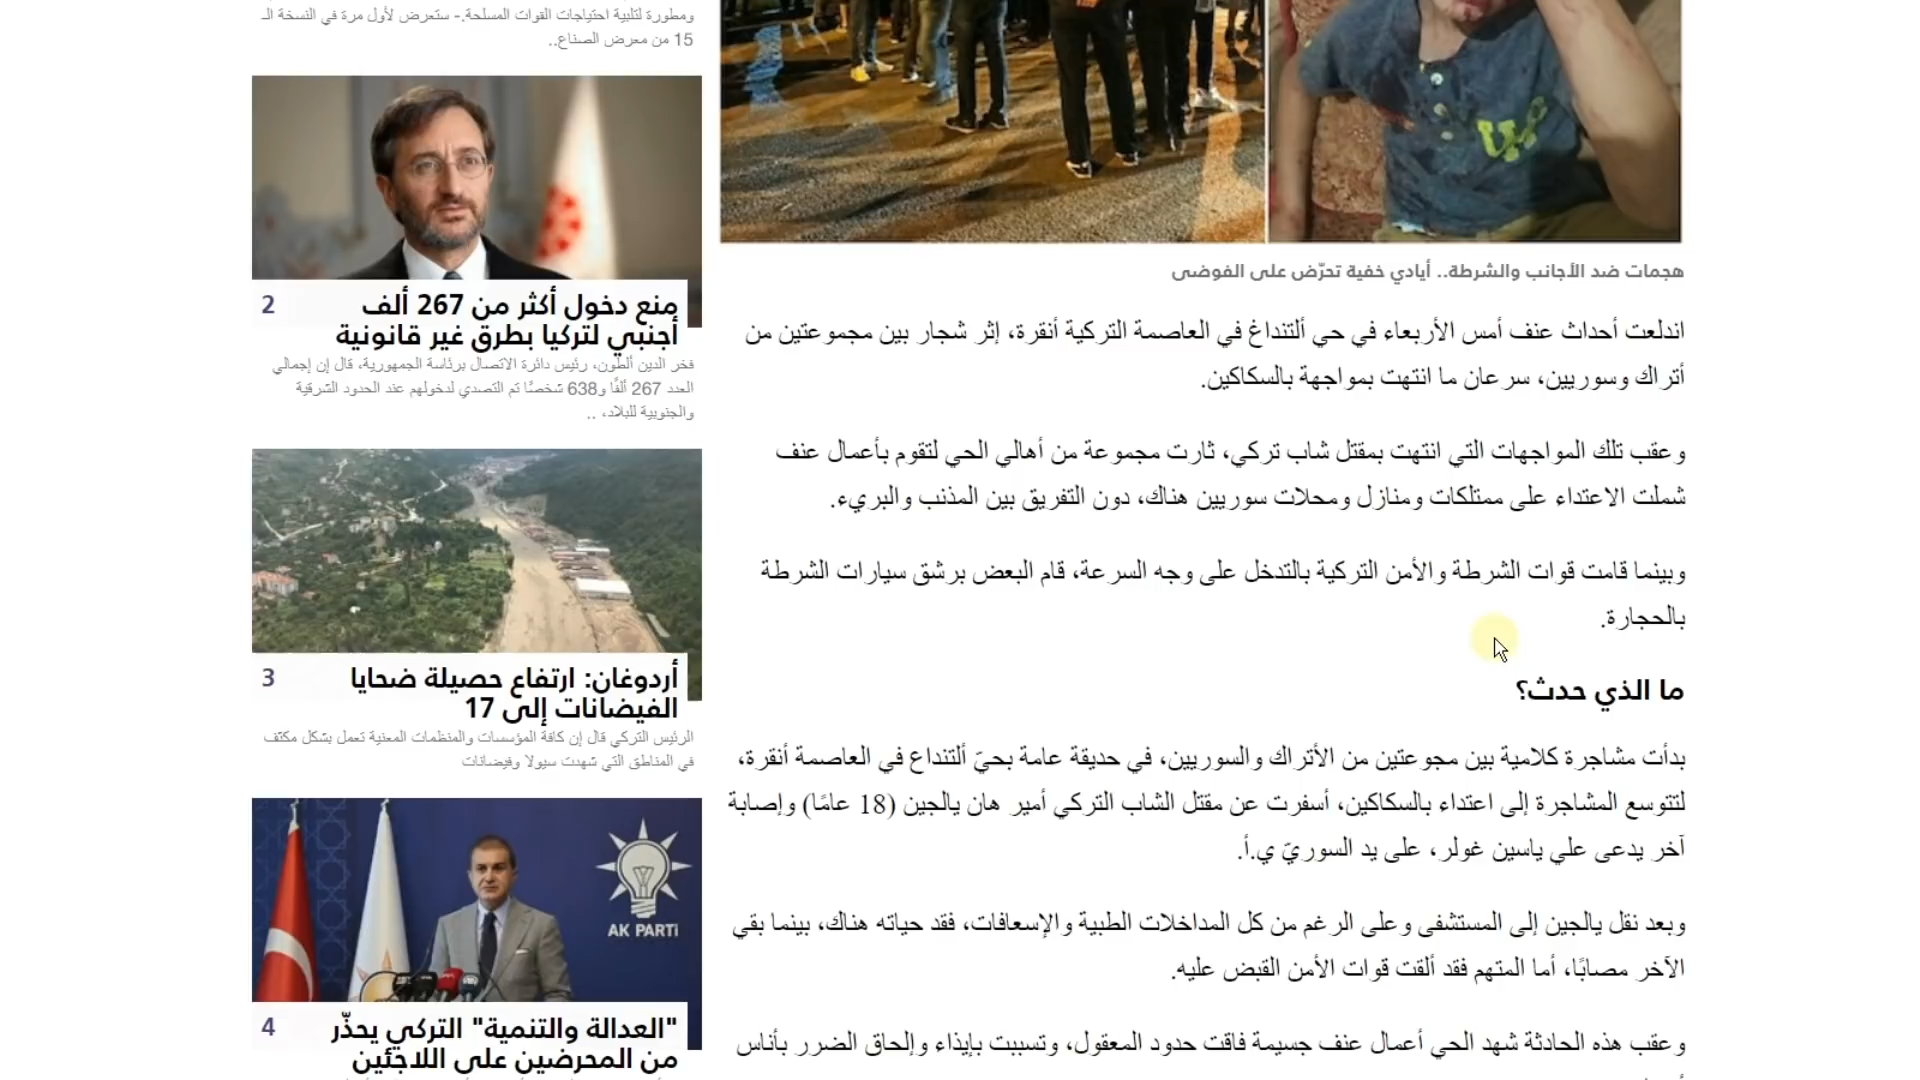 هجمات ضد الأجانب والشرطة.. أيادي خفية تحرّض على الفوضى
اندلعت أحداث عنف أمس الأربعاء في حي ألتنداغ في العاصمة التركية أنقرة، إثر شجار بين مجموعتين من
أتراك وسوريين، سرعان ما انتهت بمواجهة بالسكاكين.
وعقب تلك المواجهات التي انتهت بمقتل شاب تركي، ثارت مجموعة من أهالي الحي لتقوم بأعمال عنف
شملت الاعتداء على ممتلكات ومنازل ومحلات سوريين هناك، دون التفريق بين المذنب والبريء.
وبينما قامت قوات الشرطة والأمن التركية بالتدخل على وجه السرعة، قام البعض برشق سيارات الشرطة
بالحجارة.
ما الذي حدث؟
بدأت مشاجرة كلامية بين مجوعتين من الأتراك والسوريين، في حديقة عامة بحيّ ألتنداع في العاصمة أنقرة،
لتتوسع المشاجرة إلى اعتداء بالسكاكين، أسفرت عن مقتل الشاب التركي أمير هان يالجين (18 عامًا) وإصابة
آخر يدعى علي ياسين غولر، على يد السوريّ ي.أ.
وبعد نقل يالجين إلى المستشفى وعلى الرغم من كل المداخلات الطبية والإسعافات، فقد حياته هناك، بينما بقي
الآخر مصابًا، أما المتهم فقد ألقت قوات الأمن القبض عليه.
وعقب هذه الحادثة شهد الحي أعمال عنف جسيمة فاقت حدود المعقول، وتسببت بإيذاء وإلحاق الضرر بأناس
ومطورة لتلبية احتياجات القوات المسلحة.- ستعرض لأول مرة في النسخة الـ
15 من معرض الصناع..
2
منع دخول أكثر من 267 ألف
أجنبي لتركيا بطرق غير قانونية
فخر الدين ألطون، رئيس دائرة الاتصال برئاسة الجمهورية، قال إن إجمالي
العدد 267 ألفًا و638 شخصًا تم التصدي لدخولهم عند الحدود الشرقية
والجنوبية للبلاد، ..
3
أردوغان: ارتفاع حصيلة ضحايا
الفيضانات إلى 17
الرئيس التركي قال إن كافة المؤسسات والمنظمات المعنية تعمل بشكل مكثف
في المناطق التي شهدت سيولا وفيضانات
AK PARTİ
4
"العدالة والتنمية" التركي يحذّر
من المحرضين على اللاجئين